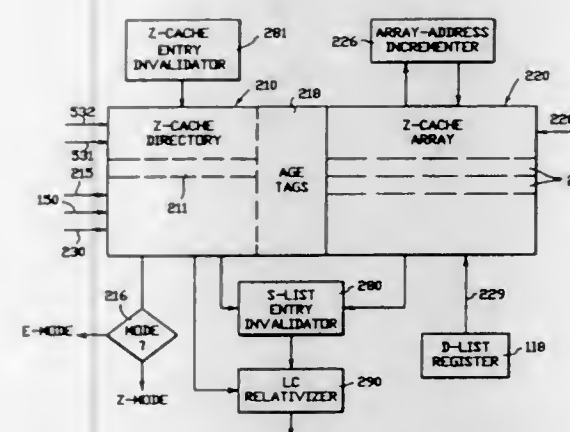 Z-CACHE
ENTRY
INVALIDATOR
281
226
ARRAY-ADDRESS
INCREMENTER
210
218
220
532
531
215
150
230
Z-CACHE
DIRECTORY
211
AGE
TAGS
Z-CACHE
ARRAY
216
MODE
?
E-MODE
Z-MODE
S-LIST
ENTRY
INVALIDATOR
280
LC
RELATIVIZER
290
229
D-LIST
REGISTER
118